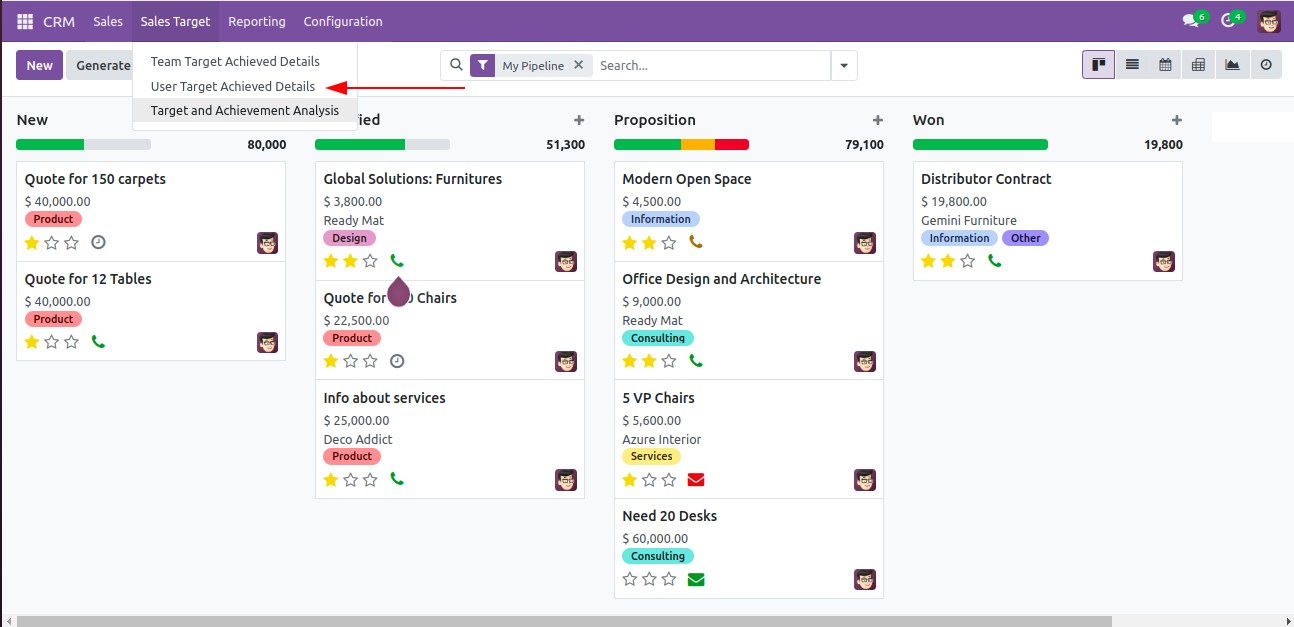 CRM Sales Sales Target Reporting Configuration 6 4
New Generate My Pipeline × Search...
Team Target Achieved Details
User Target Achieved Details
Target and Achievement Analysis
New
80,000
Quote for 150 carpets
$ 40,000.00
Product
Quote for 12 Tables
$ 40,000.00
Product
51,300
Global Solutions: Furnitures
$ 3,800.00
Ready Mat
Design
Quote for Chairs
$ 22,500.00
Product
Info about services
$ 25,000.00
Deco Addict
Product
Proposition
79,100
Modern Open Space
$ 4,500.00
Information
Office Design and Architecture
$ 9,000.00
Ready Mat
Consulting
5 VP Chairs
$ 5,600.00
Azure Interior
Services
Need 20 Desks
$ 60,000.00
Consulting
Won
19,800
Distributor Contract
$ 19,800.00
Gemini Furniture
Information Other